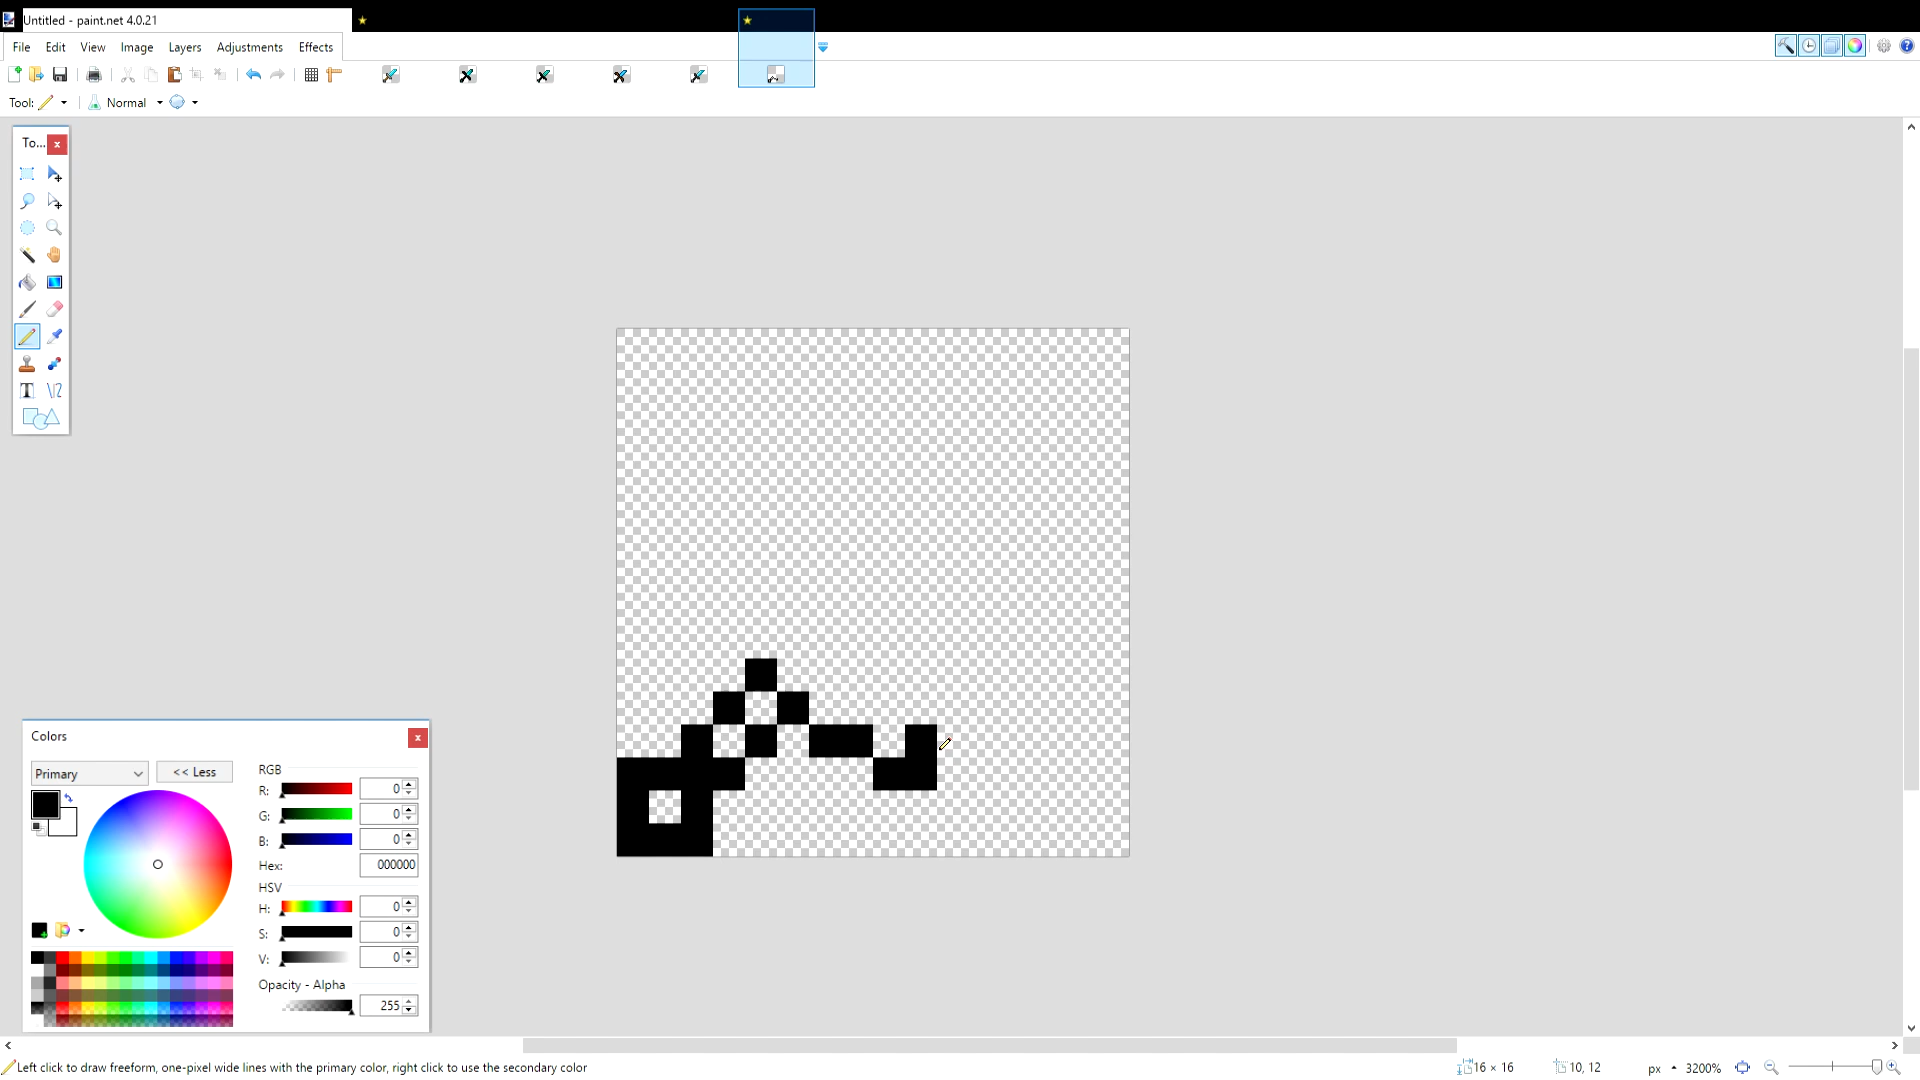 Untitled - paint.net 4.0.21
File Edit View Image Layers Adjustments Effects
Tool: Normal
To...
Colors
Primary
<< Less
RGB
R: 0
G: 0
B: 0
Hex: 000000
HSV
H: 0
S: 0
V: 0
Opacity - Alpha
255
Left click to draw freeform, one-pixel wide lines with the primary color, right click to use the secondary color
16 × 16
10, 12
px
3200%